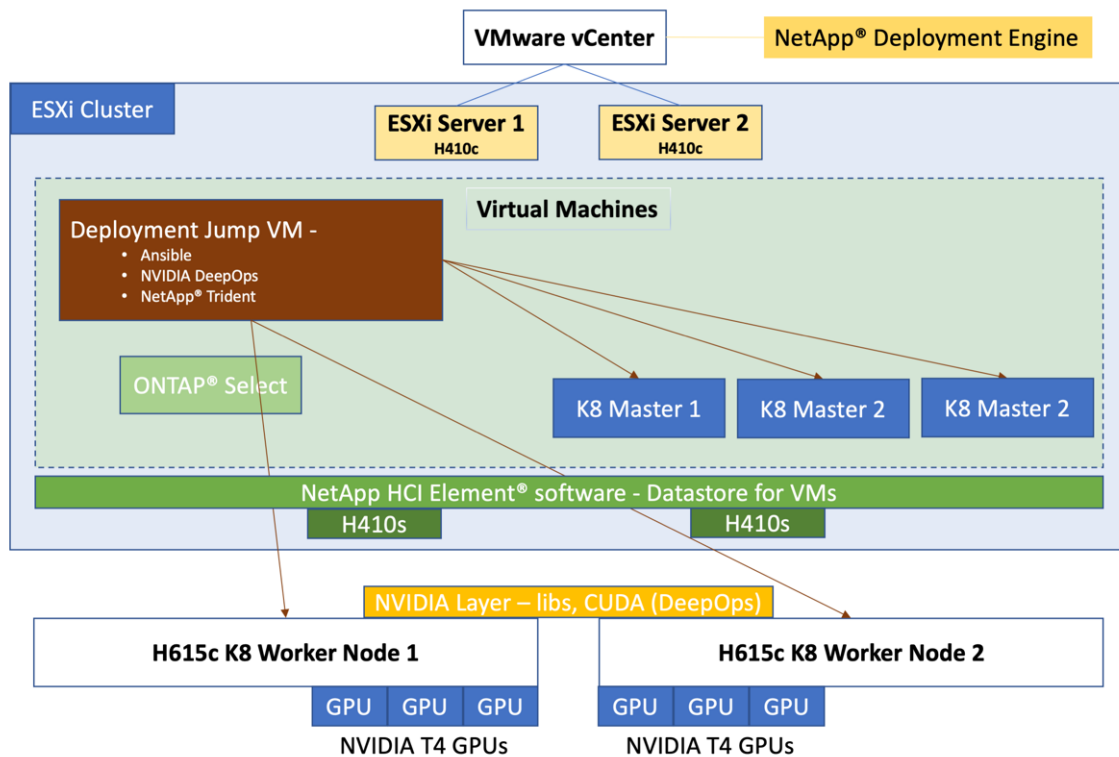 VMware vCenter
NetApp® Deployment Engine
ESXi Cluster
ESXi Server 1
H410c
ESXi Server 2
H410c
Virtual Machines
Deployment Jump VM -
• Ansible
• NVIDIA DeepOps
• NetApp® Trident
ONTAP® Select
K8 Master 1
K8 Master 2
K8 Master 2
NetApp HCI Element® software - Datastore for VMs
H410s
H410s
NVIDIA Layer – libs, CUDA (DeepOps)
H615c K8 Worker Node 1
H615c K8 Worker Node 2
GPU
GPU
GPU
GPU
GPU
GPU
NVIDIA T4 GPUs
NVIDIA T4 GPUs